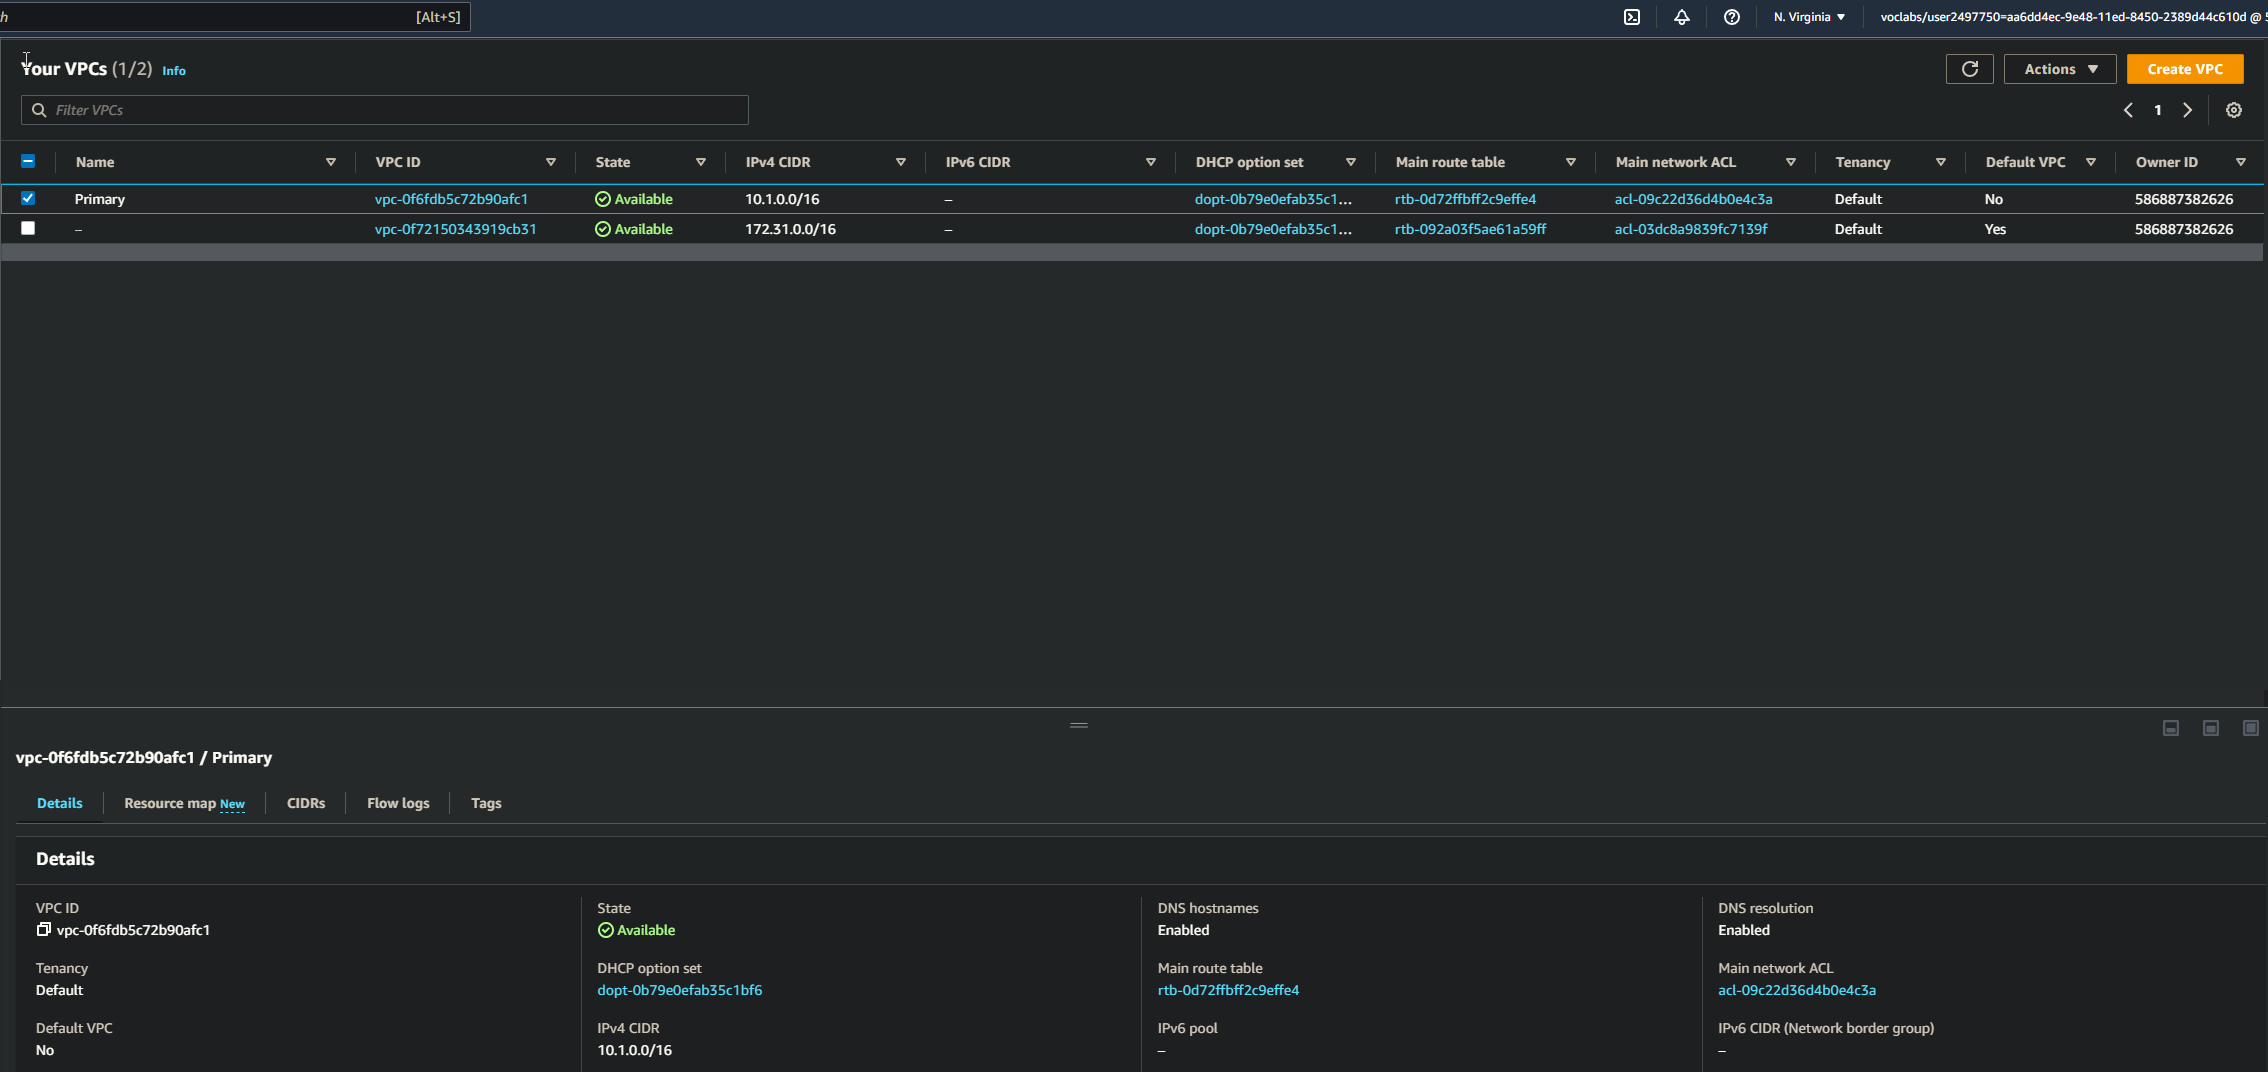 h [Alt+S] N. Virginia voclabs/user2497750=aa6dd4ec-9e48-11ed-8450-2389d44c610d @
Your VPCs (1/2) Info Actions Create VPC
Filter VPCs 1
Name VPC ID State IPv4 CIDR IPv6 CIDR DHCP option set Main route table Main network ACL Tenancy Default VPC Owner ID
Primary vpc-0f6fdb5c72b90afc1 Available 10.1.0.0/16 – dopt-0b79e0efab35c1... rtb-0d72ffbff2c9effe4 acl-09c22d36d4b0e4c3a Default No 586887382626
– vpc-0f72150343919cb31 Available 172.31.0.0/16 – dopt-0b79e0efab35c1... rtb-092a03f5ae61a59ff acl-03dc8a9839fc7139f Default Yes 586887382626
vpc-0f6fdb5c72b90afc1 / Primary
Details Resource map New CIDRs Flow logs Tags
Details
VPC ID State DNS hostnames DNS resolution
vpc-0f6fdb5c72b90afc1 Available Enabled Enabled
Tenancy DHCP option set Main route table Main network ACL
Default dopt-0b79e0efab35c1bf6 rtb-0d72ffbff2c9effe4 acl-09c22d36d4b0e4c3a
Default VPC IPv4 CIDR IPv6 pool IPv6 CIDR (Network border group)
No 10.1.0.0/16 – –